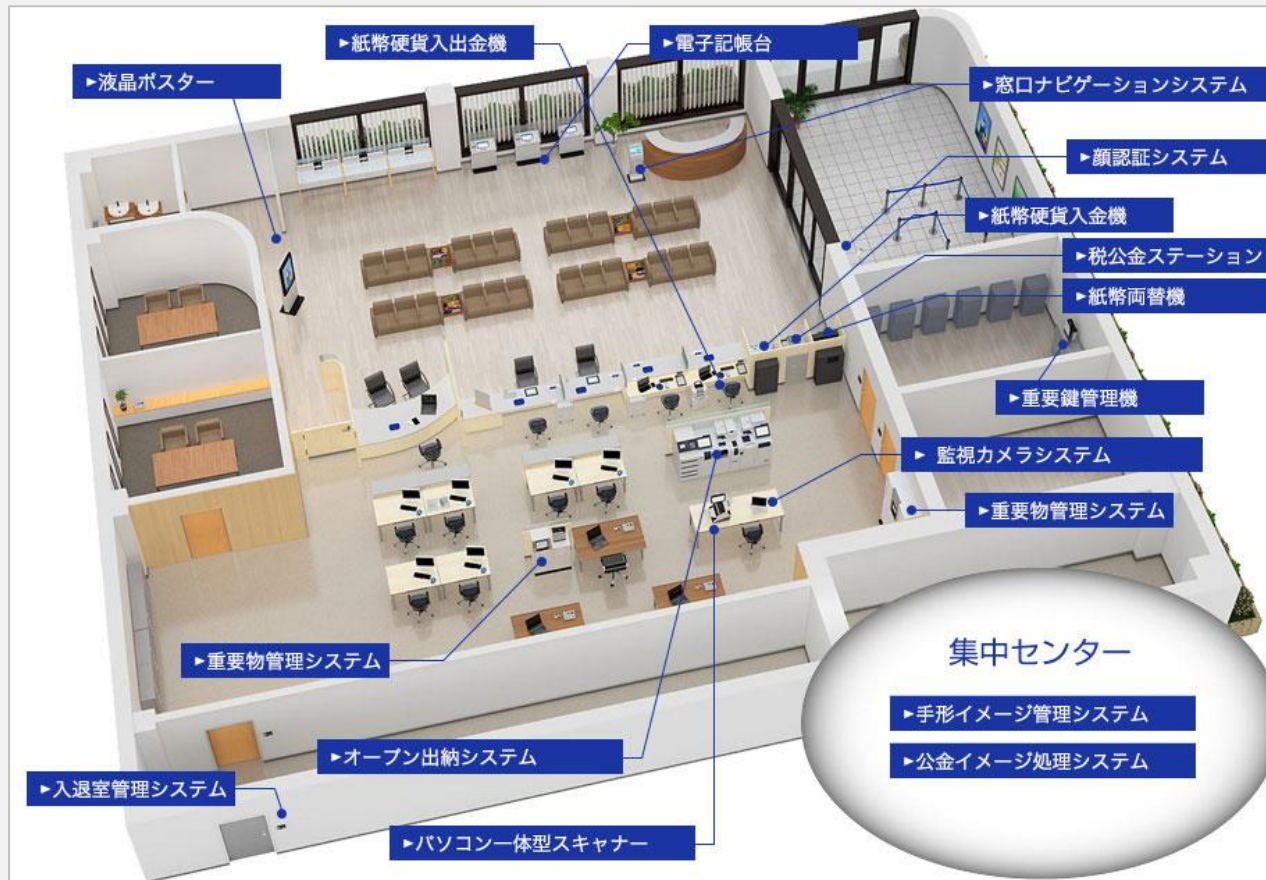 ►紙幣硬貨入出金機
►電子記帳台
►液晶ポスター
►窓口ナビゲーションシステム
►顔認証システム
►紙幣硬貨入金機
►税公金ステーション
►紙幣両替機
►重要鍵管理機
► 監視カメラシステム
►重要物管理システム
►重要物管理システム
集中センター
►手形イメージ管理システム
►公金イメージ処理システム
►オープン出納システム
►入退室管理システム
►パソコン一体型スキャナー